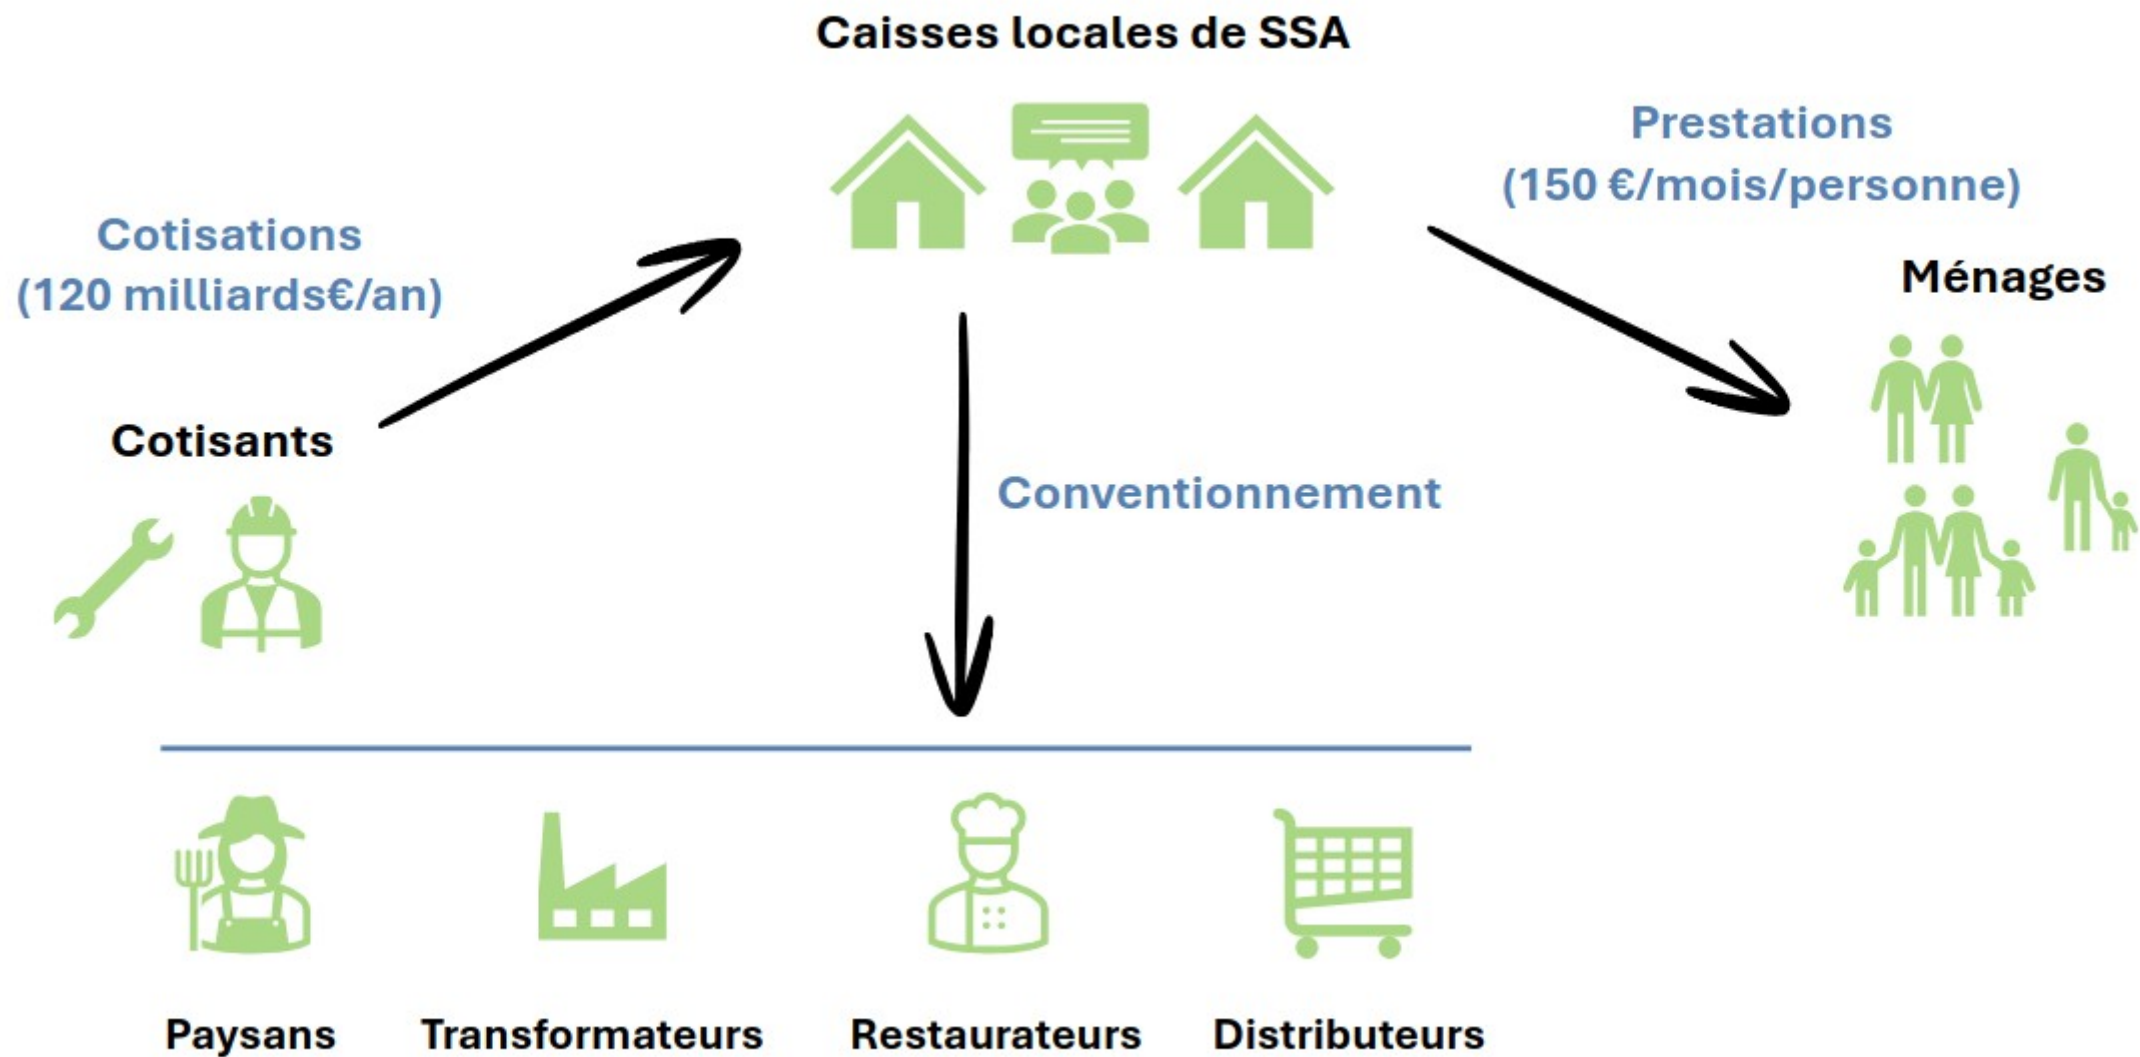 Caisses locales de SSA
Prestations
(150 €/mois/personne)
Cotisations
(120 milliards€/an)
Ménages
Cotisants
Conventionnement
Paysans
Transformateurs
Restaurateurs
Distributeurs